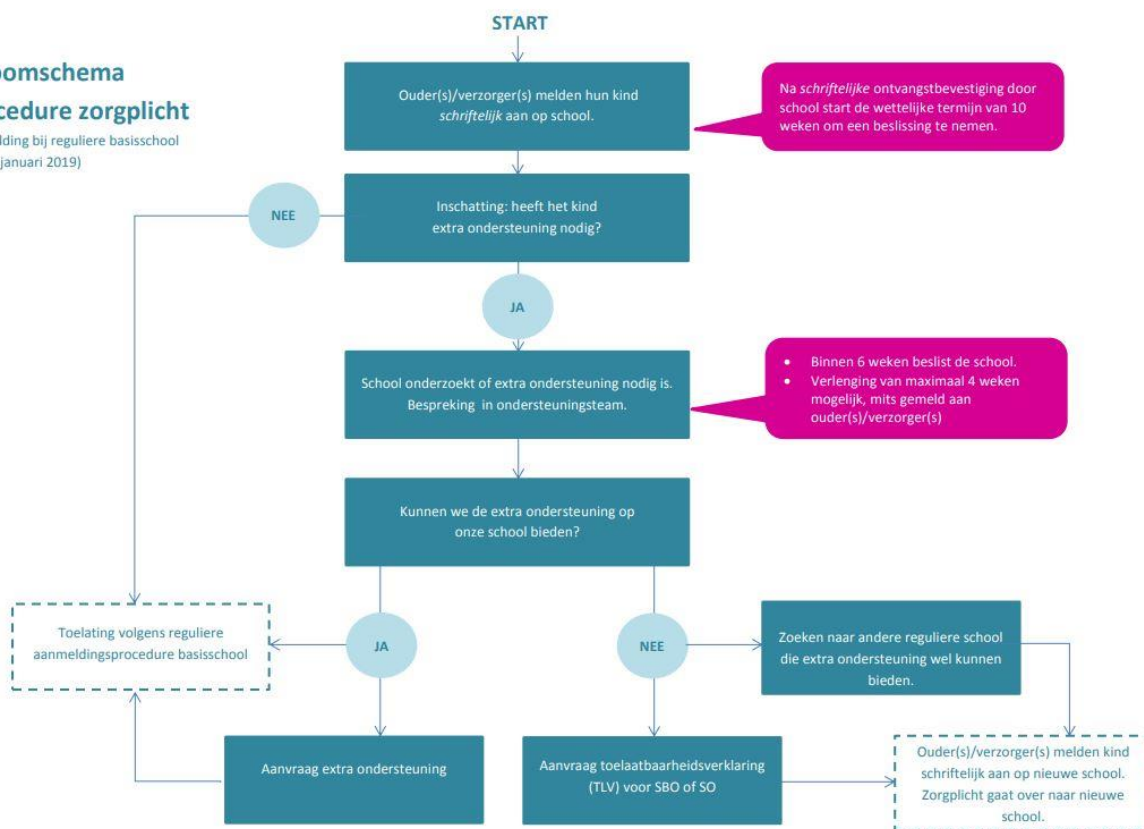 START
oomschema
cedure zorgplicht
lding bij reguliere basisschool
januari 2019)
Ouder(s)/verzorger(s) melden hun kind
schriftelijk aan op school.
Na schriftelijke ontvangstbevestiging door
school start de wettelijke termijn van 10
weken om een beslissing te nemen.
NEE
Inschatting: heeft het kind
extra ondersteuning nodig?
JA
School onderzoekt of extra ondersteuning nodig is.
Bespreking in ondersteuningsteam.
• Binnen 6 weken beslist de school.
• Verlenging van maximaal 4 weken
mogelijk, mits gemeld aan
ouder(s)/verzorger(s)
Kunnen we de extra ondersteuning op
onze school bieden?
Toelating volgens reguliere
aanmeldingsprocedure basisschool
JA
NEE
Zoeken naar andere reguliere school
die extra ondersteuning wel kunnen
bieden.
Aanvraag extra ondersteuning
Aanvraag toelaatbaarheidsverklaring
(TLV) voor SBO of SO
Ouder(s)/verzorger(s) melden kind
schriftelijk aan op nieuwe school.
Zorgplicht gaat over naar nieuwe
school.